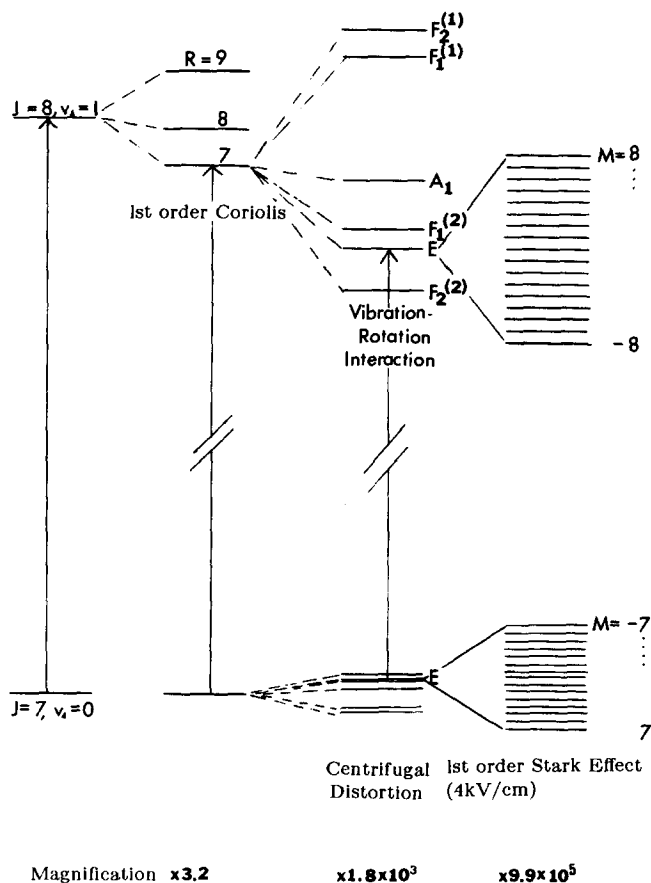 F₂⁽¹⁾
F₁⁽¹⁾
R = 9
J = 8, v₄ = 1
8
7
1st order Coriolis
A₁
F₁⁽²⁾
E
F₂⁽²⁾
M= 8
- 8
Vibration-
Rotation
Interaction
M= -7
E
J=7, v₄=0
7
Centrifugal
Distortion
1st order Stark Effect
(4kV/cm)
Magnification x3.2 x1.8x10³ x9.9x10⁵